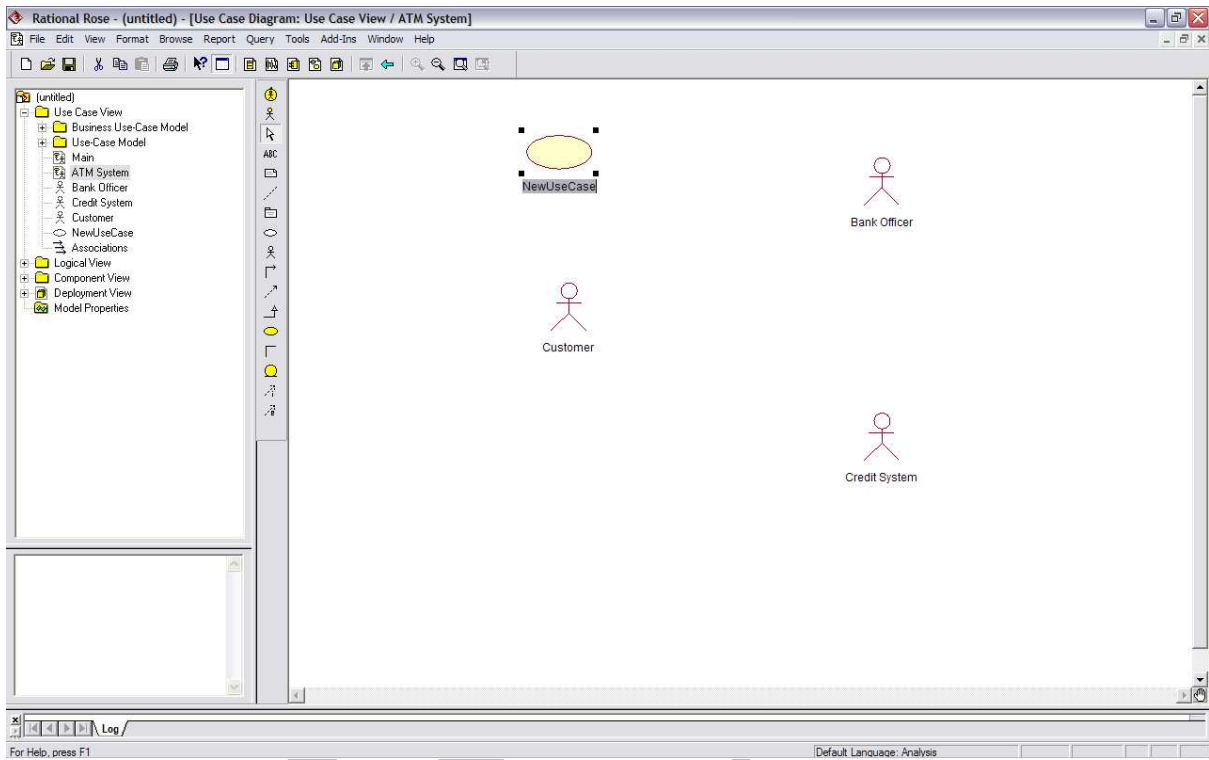 Rational Rose - (untitled) - [Use Case Diagram: Use Case View / ATM System]
File Edit View Format Browse Report Query Tools Add-Ins Window Help
(untitled)
Use Case View
Business Use-Case Model
Use-Case Model
Main
ATM System
Bank Officer
Credit System
Customer
NewUseCase
Associations
Logical View
Component View
Deployment View
Model Properties
ABC
NewUseCase
Bank Officer
Customer
Credit System
Log
For Help, press F1
Default Language: Analysis